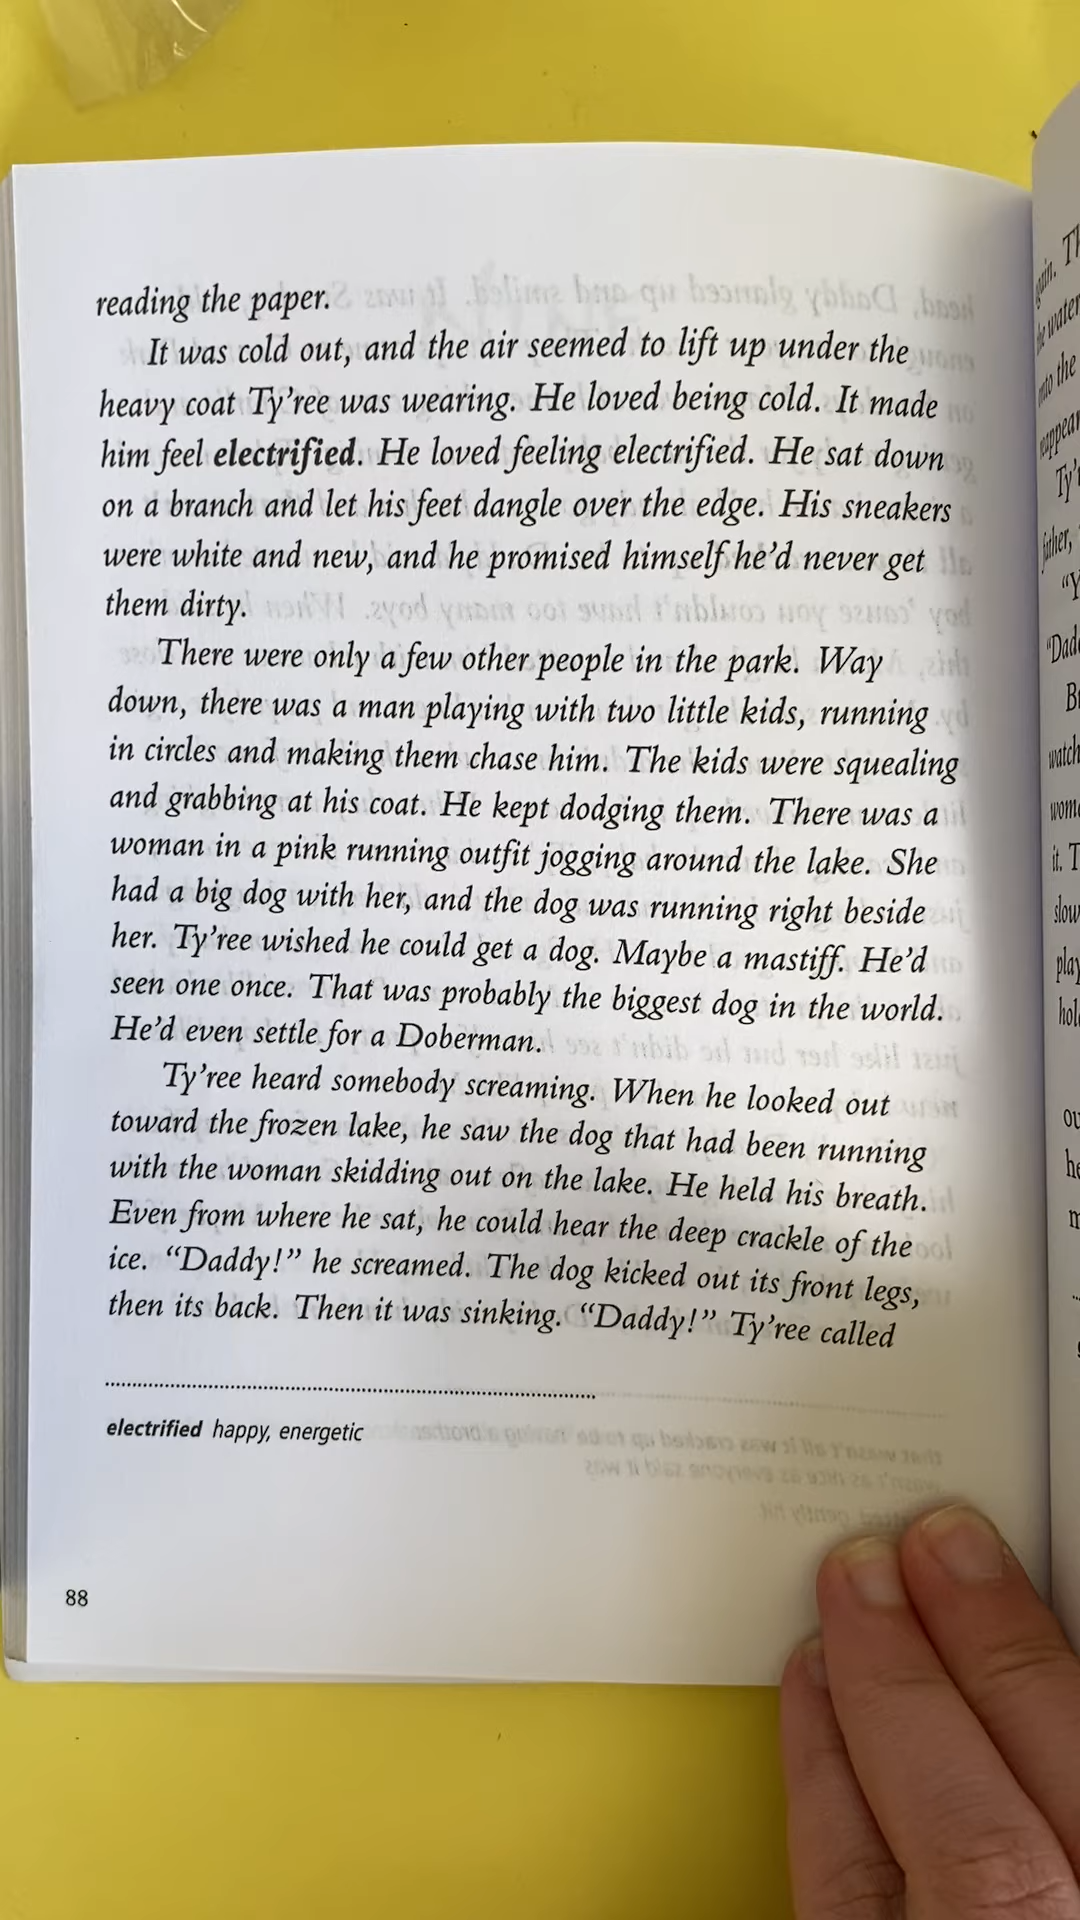 reading the paper.
It was cold out, and the air seemed to lift up under the
heavy coat Ty’ree was wearing. He loved being cold. It made
him feel electrified. He loved feeling electrified. He sat down
on a branch and let his feet dangle over the edge. His sneakers
were white and new, and he promised himself he’d never get
them dirty.
There were only a few other people in the park. Way
down, there was a man playing with two little kids, running
in circles and making them chase him. The kids were squealing
and grabbing at his coat. He kept dodging them. There was a
woman in a pink running outfit jogging around the lake. She
had a big dog with her, and the dog was running right beside
her. Ty’ree wished he could get a dog. Maybe a mastiff. He’d
seen one once. That was probably the biggest dog in the world.
He’d even settle for a Doberman.
Ty’ree heard somebody screaming. When he looked out
toward the frozen lake, he saw the dog that had been running
with the woman skidding out on the lake. He held his breath.
Even from where he sat, he could hear the deep crackle of the
ice. “Daddy!” he screamed. The dog kicked out its front legs,
then its back. Then it was sinking. “Daddy!” Ty’ree called
electrified happy, energetic
88